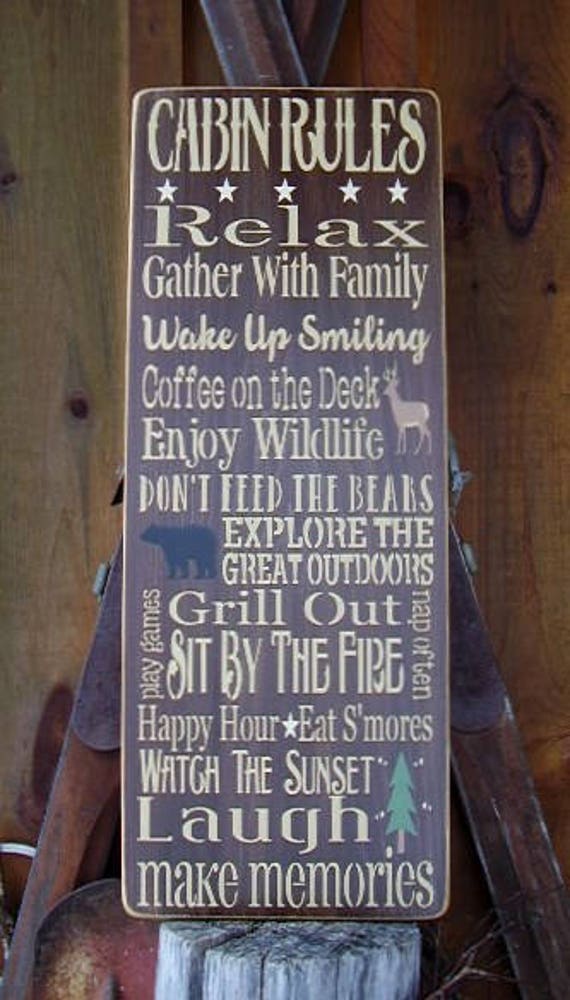 CABIN RULES
Relax
Gather With Family
Wake Up Smiling
Coffee on the Deck
Enjoy Wildlife
DON'T FEED THE BEARS
EXPLORE THE
GREAT OUTDOORS
play games
Grill Out
nap often
SIT BY THE FIRE
Happy Hour★Eat S'mores
WATCH THE SUNSET
Laugh
make memories